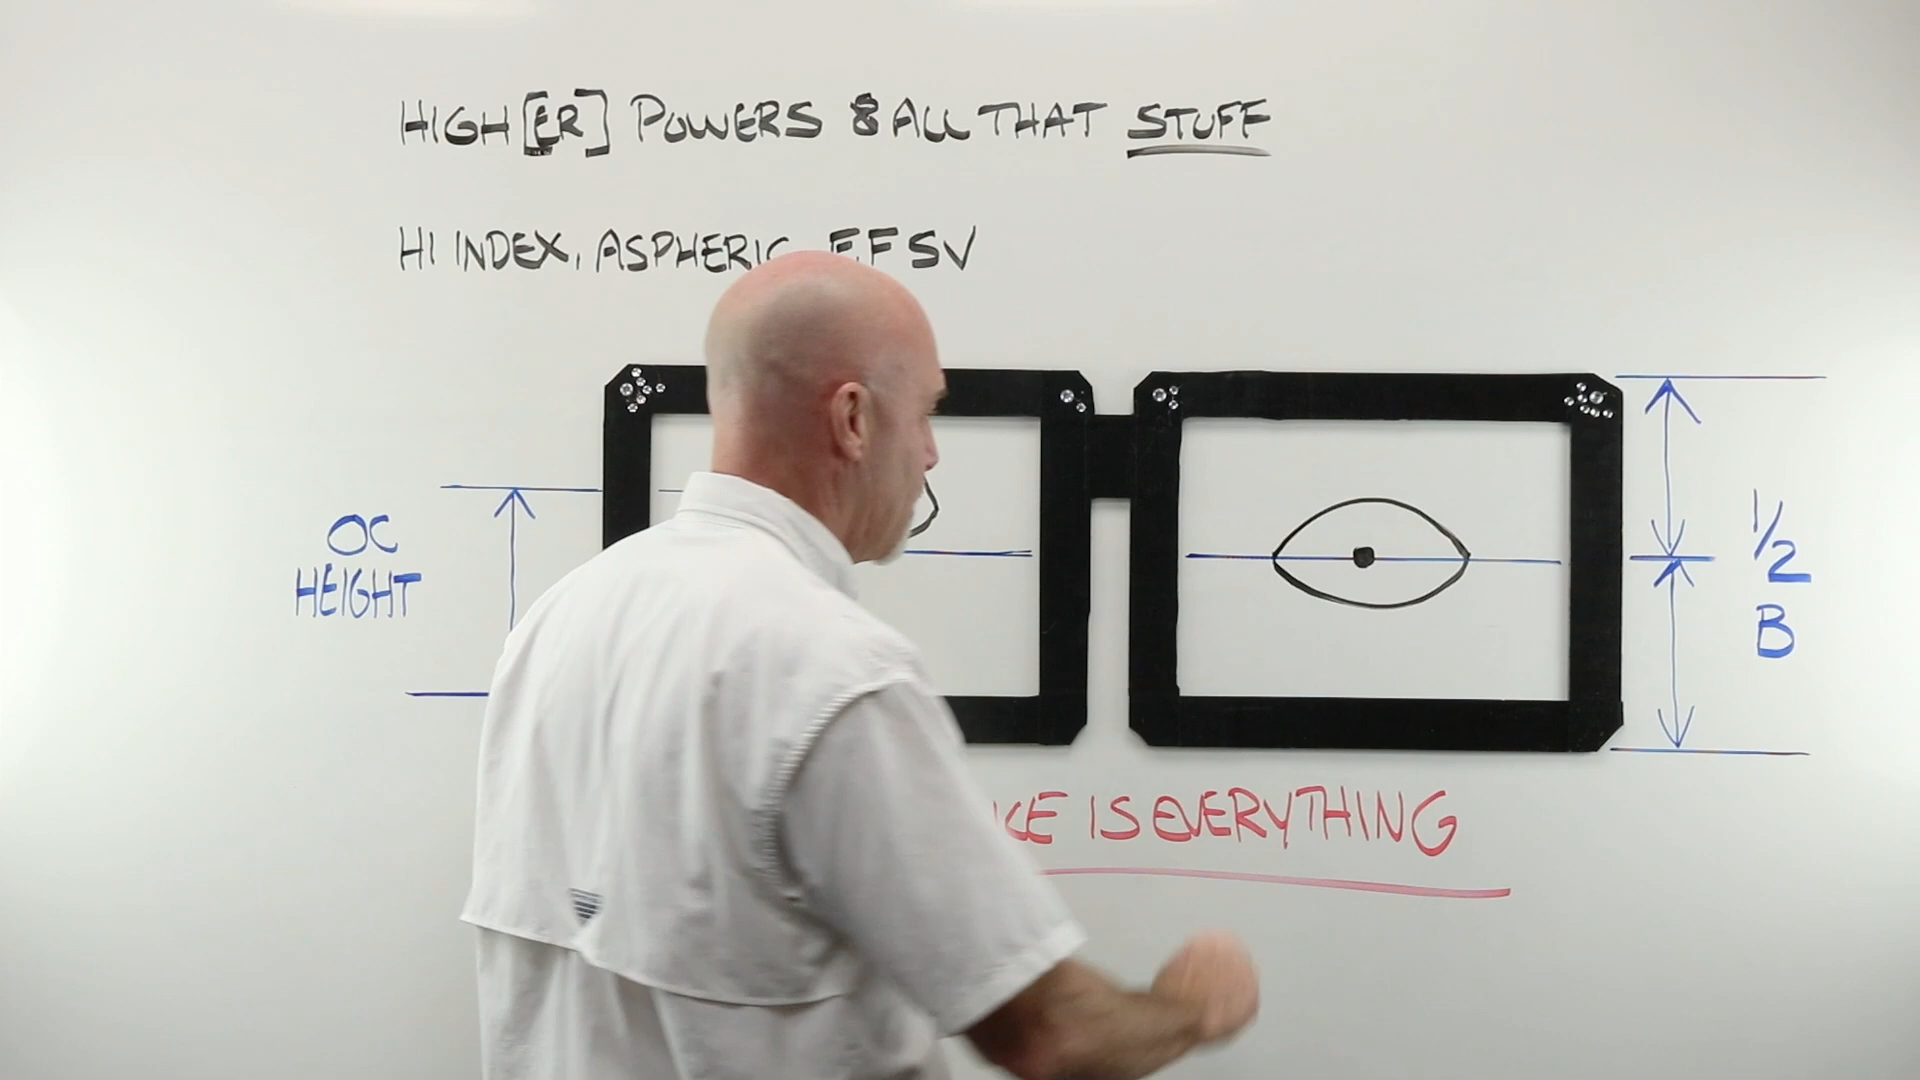 HIGH[ER] POWERS & ALL THAT STUFF
HI INDEX, ASPHERIC, FFSV
OC
HEIGHT
1/2
B
IS EVERYTHING